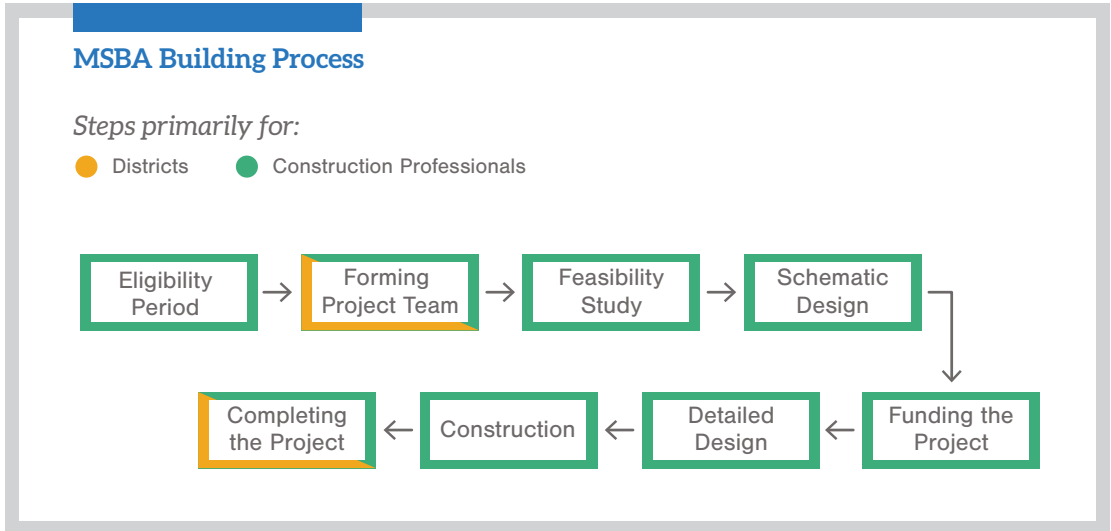 MSBA Building Process
Steps primarily for:
Districts
Construction Professionals
Eligibility
Period
Forming
Project Team
Feasibility
Study
Schematic
Design
Completing
the Project
Construction
Detailed
Design
Funding the
Project